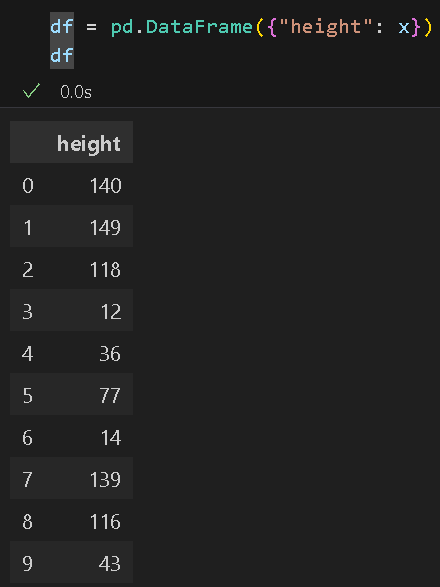 df = pd.DataFrame({"height": x})
df
0.0s
height
0 140
1 149
2 118
3 12
4 36
5 77
6 14
7 139
8 116
9 43